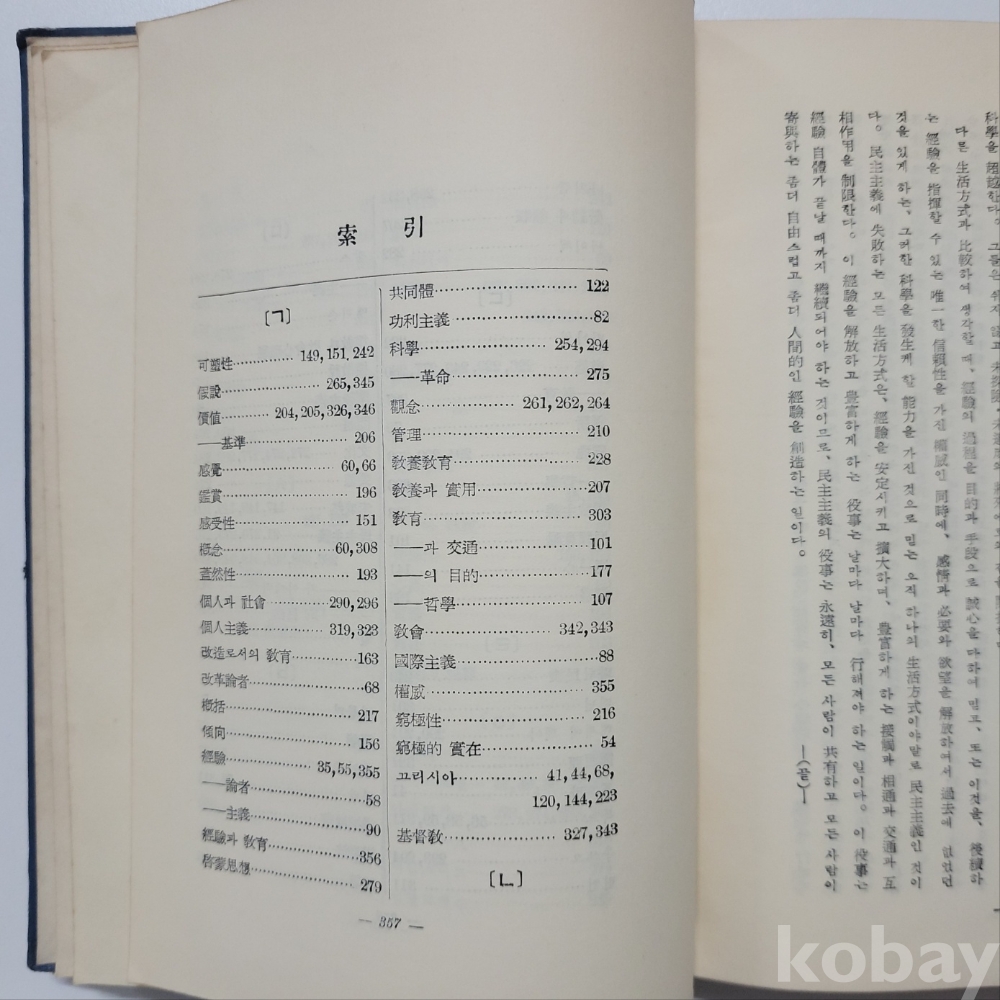 索 引
[ㄱ]
可塑性 149,151,242
假說 265,345
價値 204,205,326,346
——基準 206
感覺 60,66
鑑賞 196
感受性 151
槪念 60,308
蓋然性 193
個人과 社會 290,296
個人主義 319,323
改造로서의 敎育 163
改革論者 68
槪括 217
傾向 156
經驗 35,55,355
——論者 58
——主義 90
經驗과 敎育 356
啓蒙思想 279
共同體 122
功利主義 82
科學 254,294
——革命 275
觀念 261,262,264
管理 210
敎養敎育 228
敎養과 實用 207
敎育 303
——과 交通 101
——의 目的 177
——哲學 107
敎會 342,343
國際主義 88
權威 355
窮極性 216
窮極的 實在 54
그리시아 41,44,68,
120,144,223
基督敎 327,343
[ㄴ]
— 357 —
다른 生活方式과 比較하여 생각할 때, 經驗의 過程을 目的과 手段으로 誠心을 다하여 믿고, 또는 이것을, 後續하
는 經驗을 指揮할 수 있는 唯一한 信賴性을 가진 權威인 同時에, 感情과 必要와 欲望을 解放하여서 過去에 없었던
것을 있게 하는, 그러한 科學을 發生케 할 能力을 가진 것으로 믿는 오직 하나의 生活方式이야말로 民主主義인 것이
다. 民主主義에 失敗하는 모든 生活方式은, 經驗을 安定시키고 擴大하며, 豊富하게 하는 接觸과 相通과 交通과 互
相作用을 制限한다. 이 經驗을 解放하고 豊富하게 하는 役事는 날마다 날마다 行해져야 하는 일이다. 이 役事는
經驗 自體가 끝날 때까지 繼續되어야 하는 것이므로, 民主主義의 役事는 永遠히, 모든 사람이 共有하고 모든 사람이
寄與하는 좀더 自由스럽고 좀더 人間的인 經驗을 創造하는 일이다.
—(끝)—
kobay